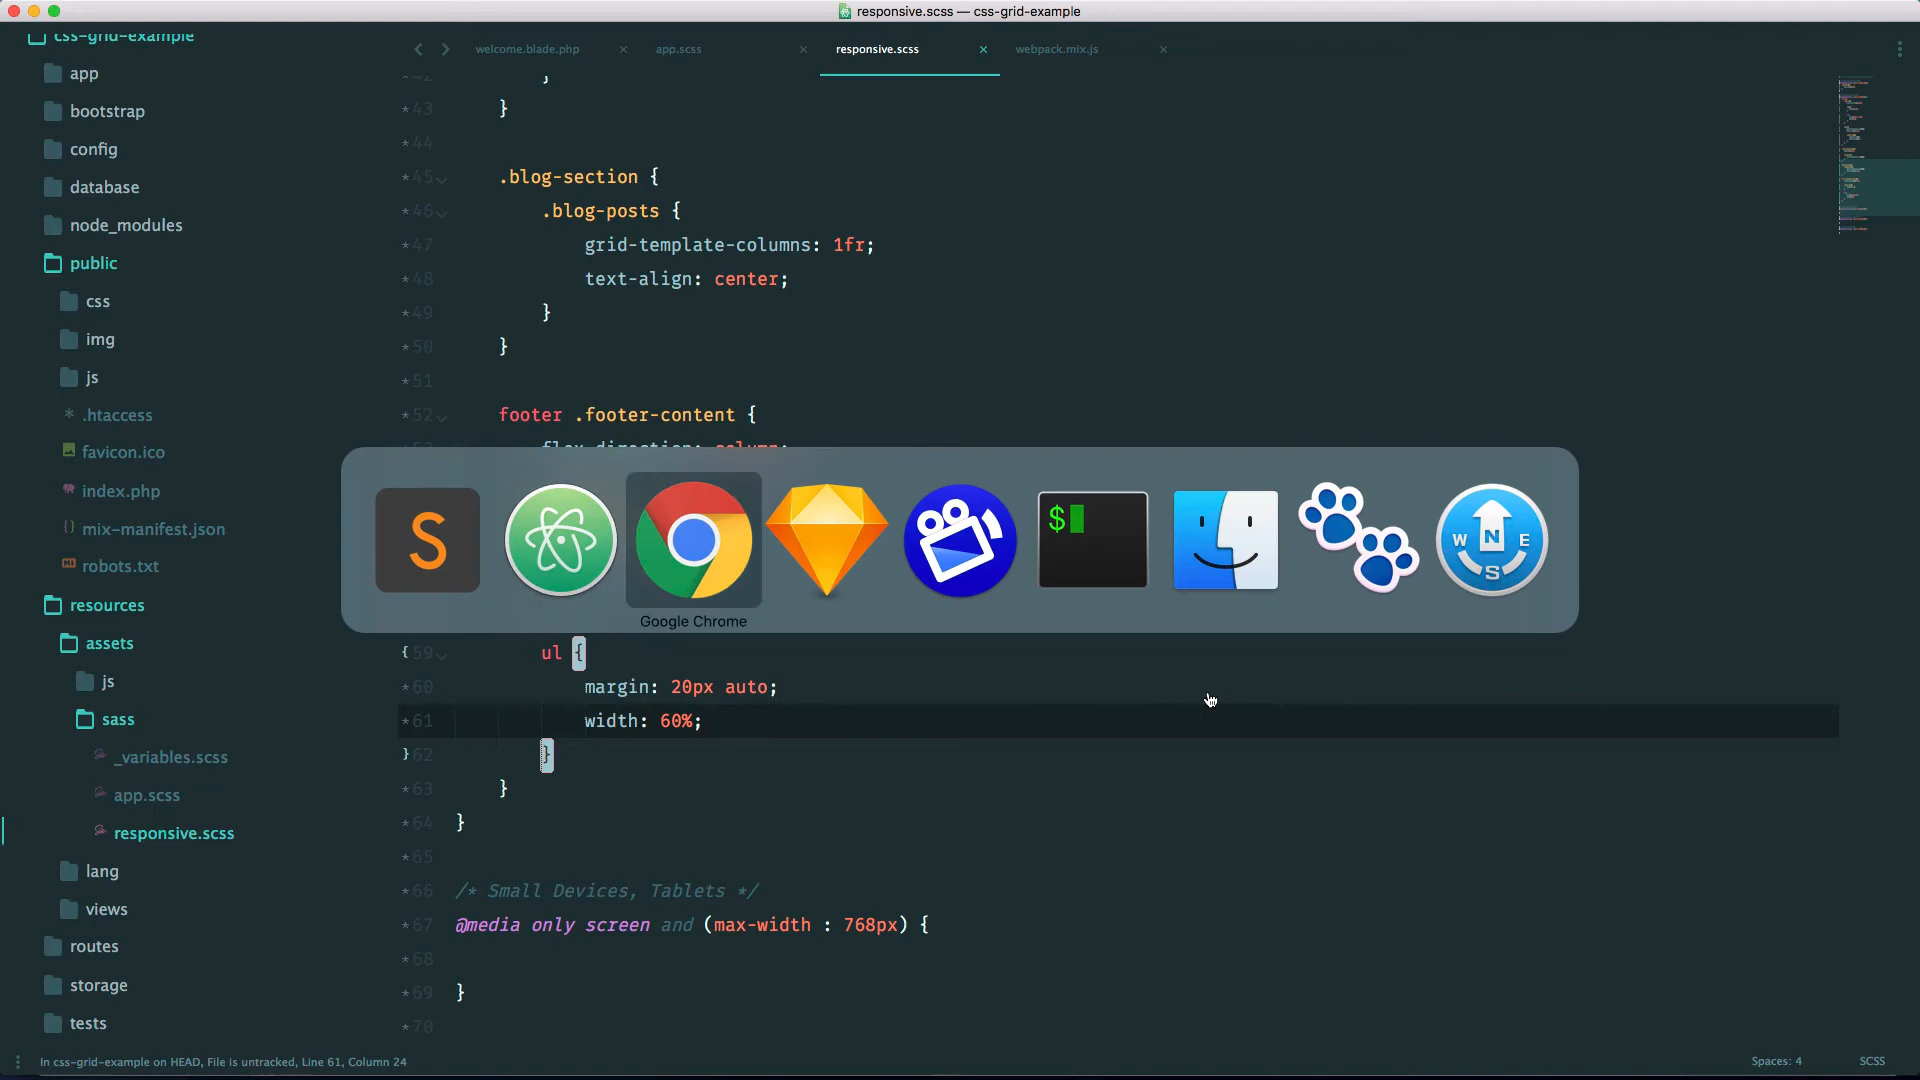 responsive.scss — css-grid-example
css-grid-example
app
bootstrap
config
database
node_modules
public
css
img
js
.htaccess
favicon.ico
index.php
mix-manifest.json
robots.txt
resources
assets
js
sass
_variables.scss
app.scss
responsive.scss
lang
views
routes
storage
tests
welcome.blade.php
app.scss
responsive.scss
webpack.mix.js
42 }
43 }
44
45 .blog-section {
46 .blog-posts {
47 grid-template-columns: 1fr;
48 text-align: center;
49 }
50 }
51
52 footer .footer-content {
53 flex-direction: column;
S
$
W N E
S
Google Chrome
59 ul {
60 margin: 20px auto;
61 width: 60%;
62 }
63 }
64 }
65
66 /* Small Devices, Tablets */
67 @media only screen and (max-width : 768px) {
68
69 }
70
In css-grid-example on HEAD, File is untracked, Line 61, Column 24
Spaces: 4
SCSS